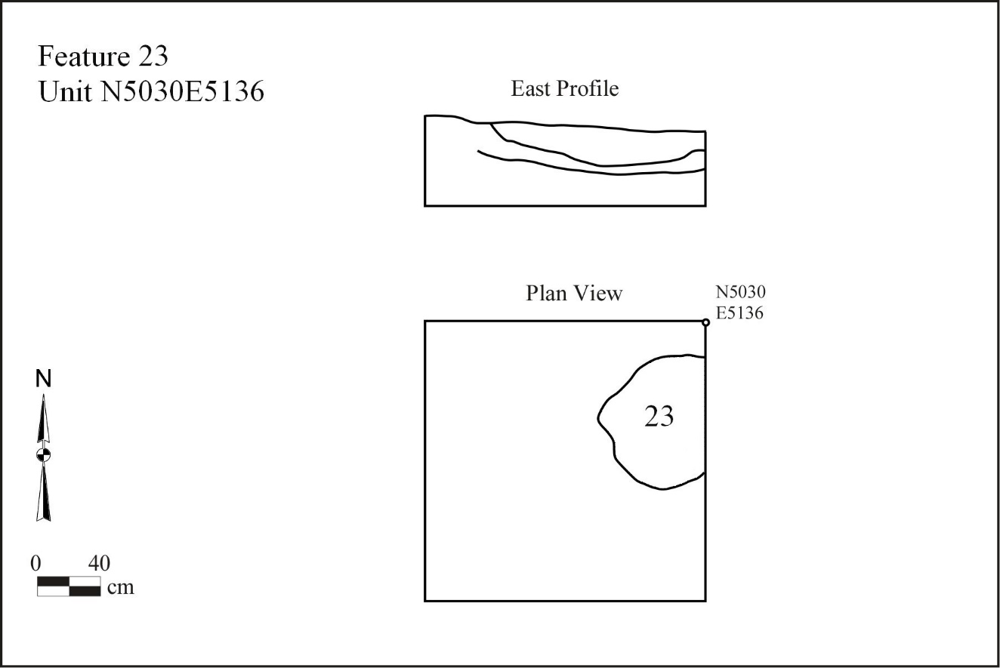 Feature 23
Unit N5030E5136
East Profile
Plan View
N5030
E5136
23
N
0 40
cm